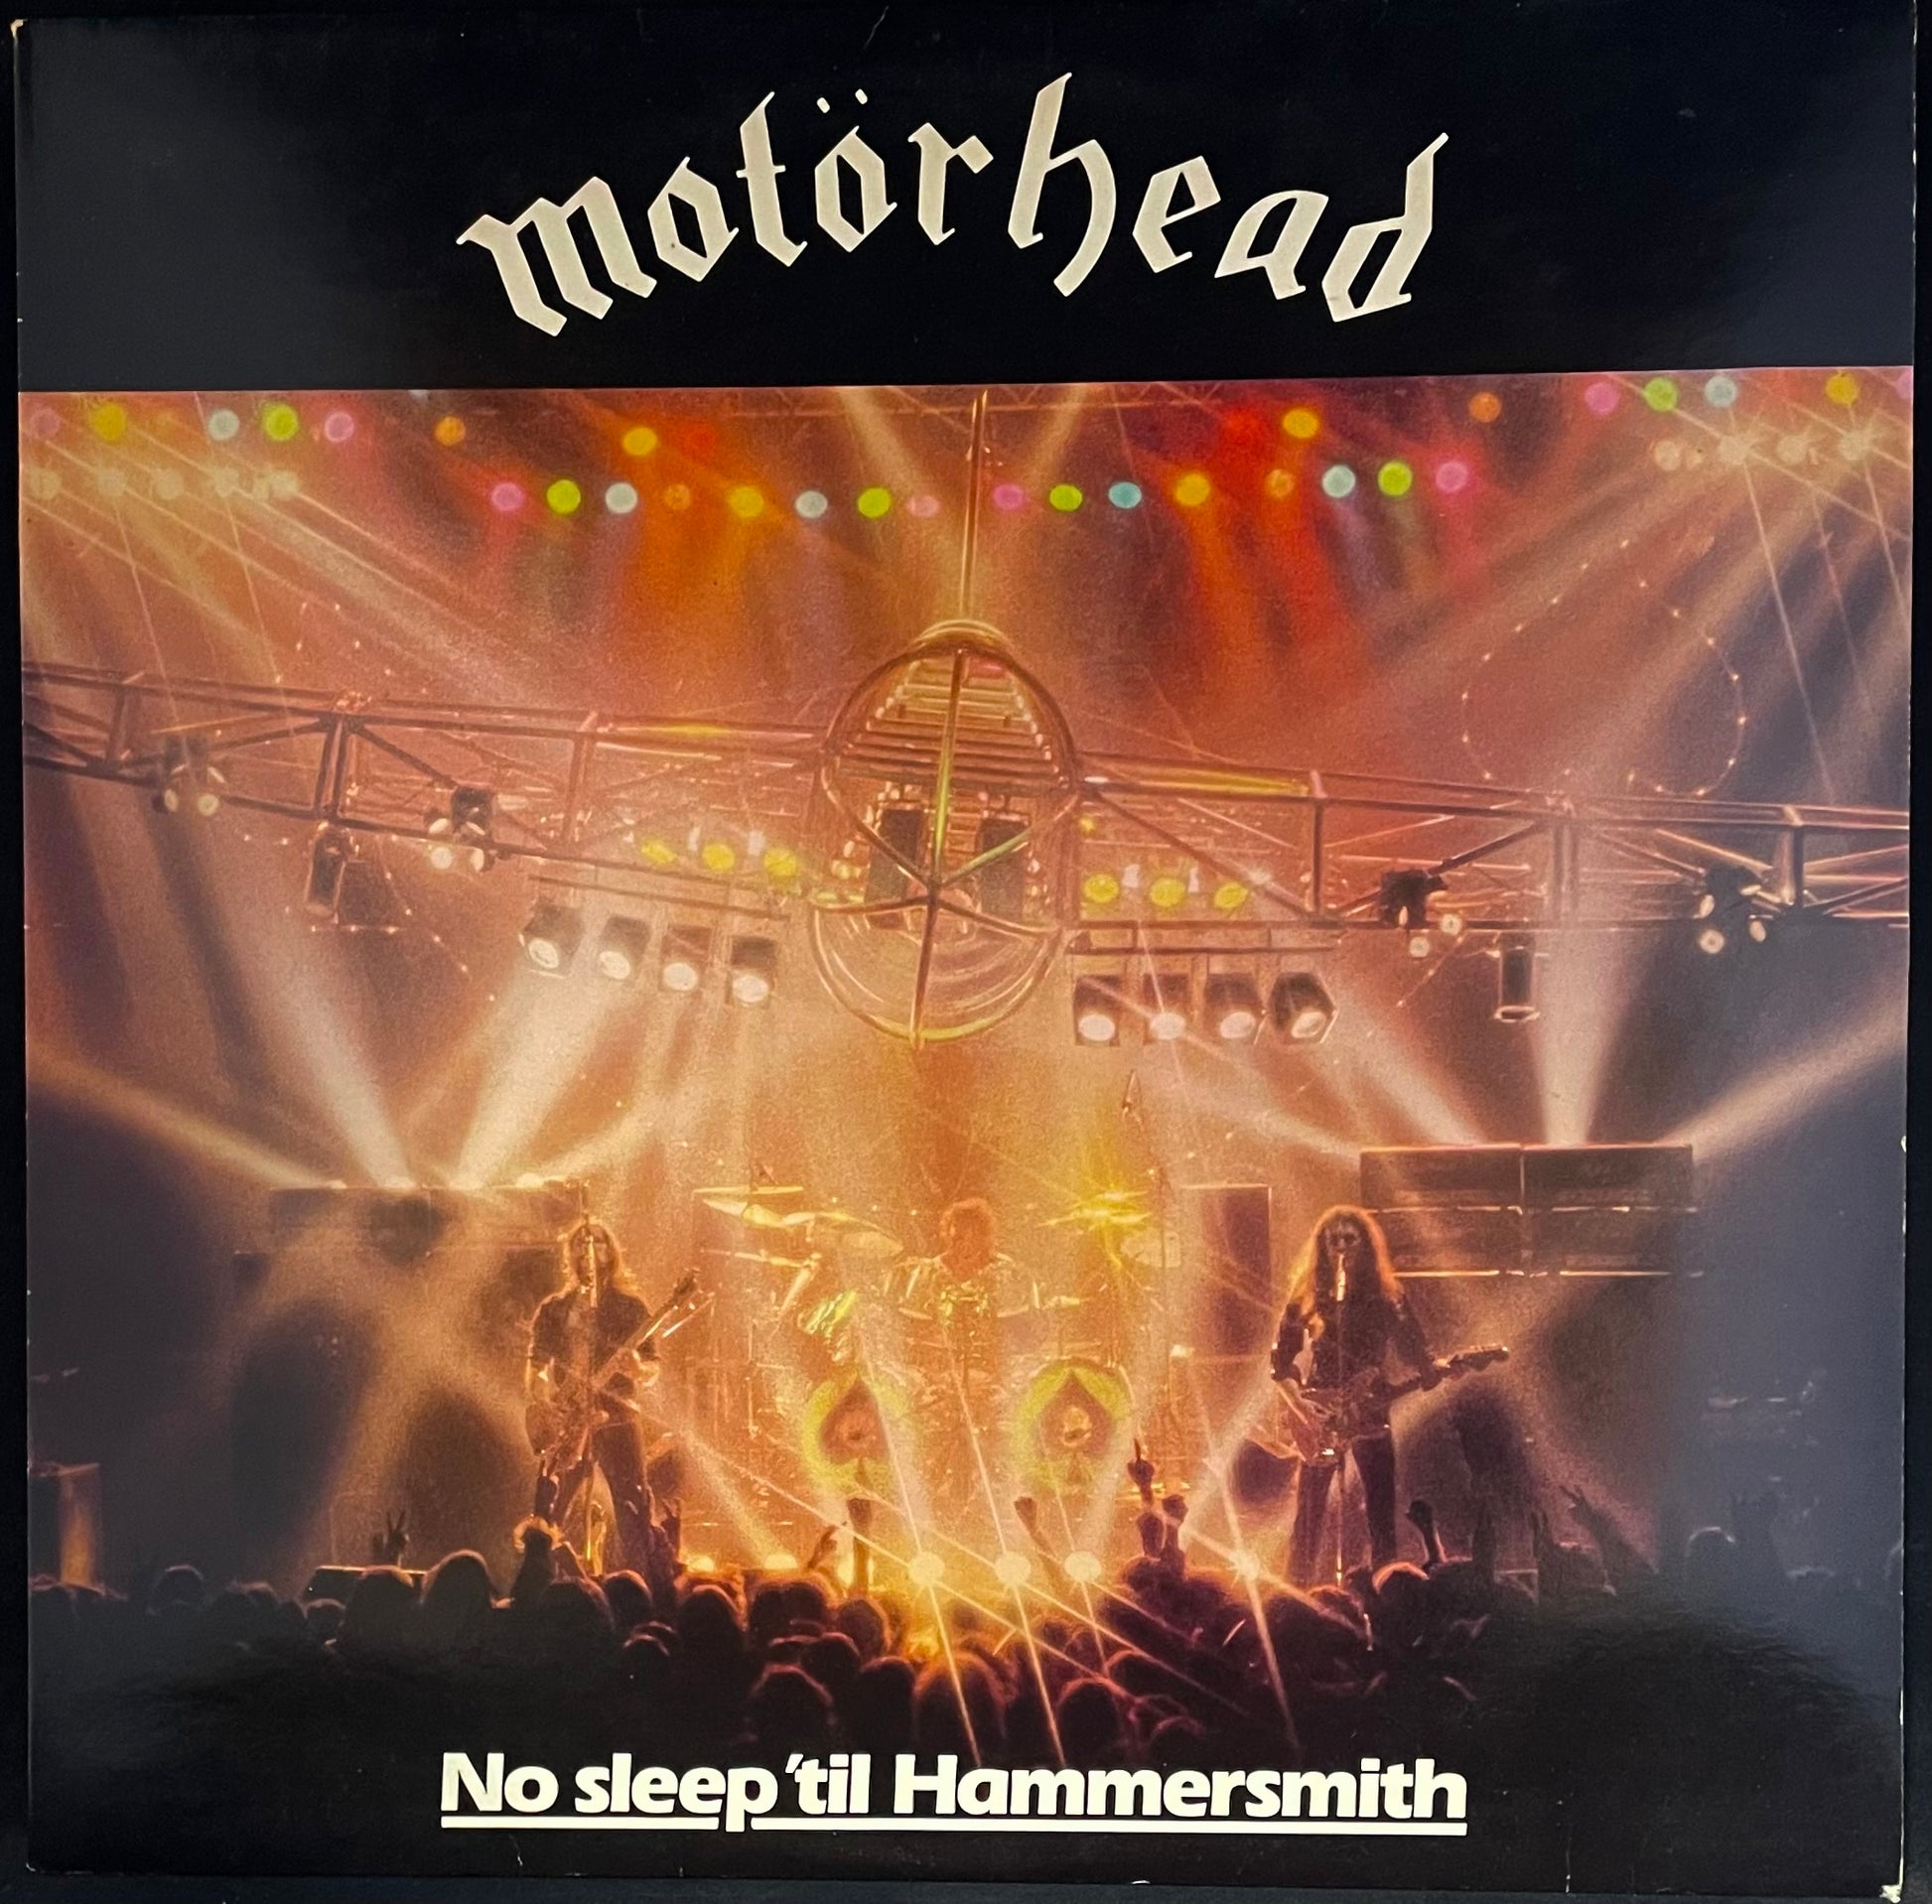 motörhead
No sleep 'til Hammersmith